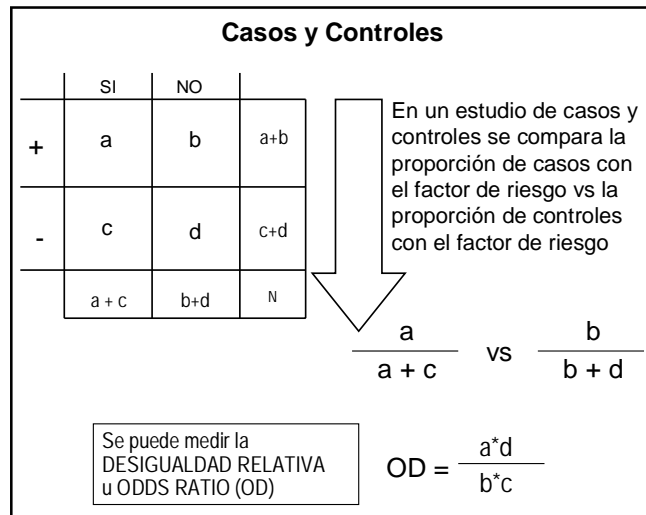 Casos y Controles
SI NO
+ a b a+b
- c d c+d
a + c b+d N
En un estudio de casos y
controles se compara la
proporción de casos con
el factor de riesgo vs la
proporción de controles
con el factor de riesgo
a b
vs
a + c b + d
Se puede medir la
DESIGUALDAD RELATIVA
u ODDS RATIO (OD)
a*d
OD =
b*c